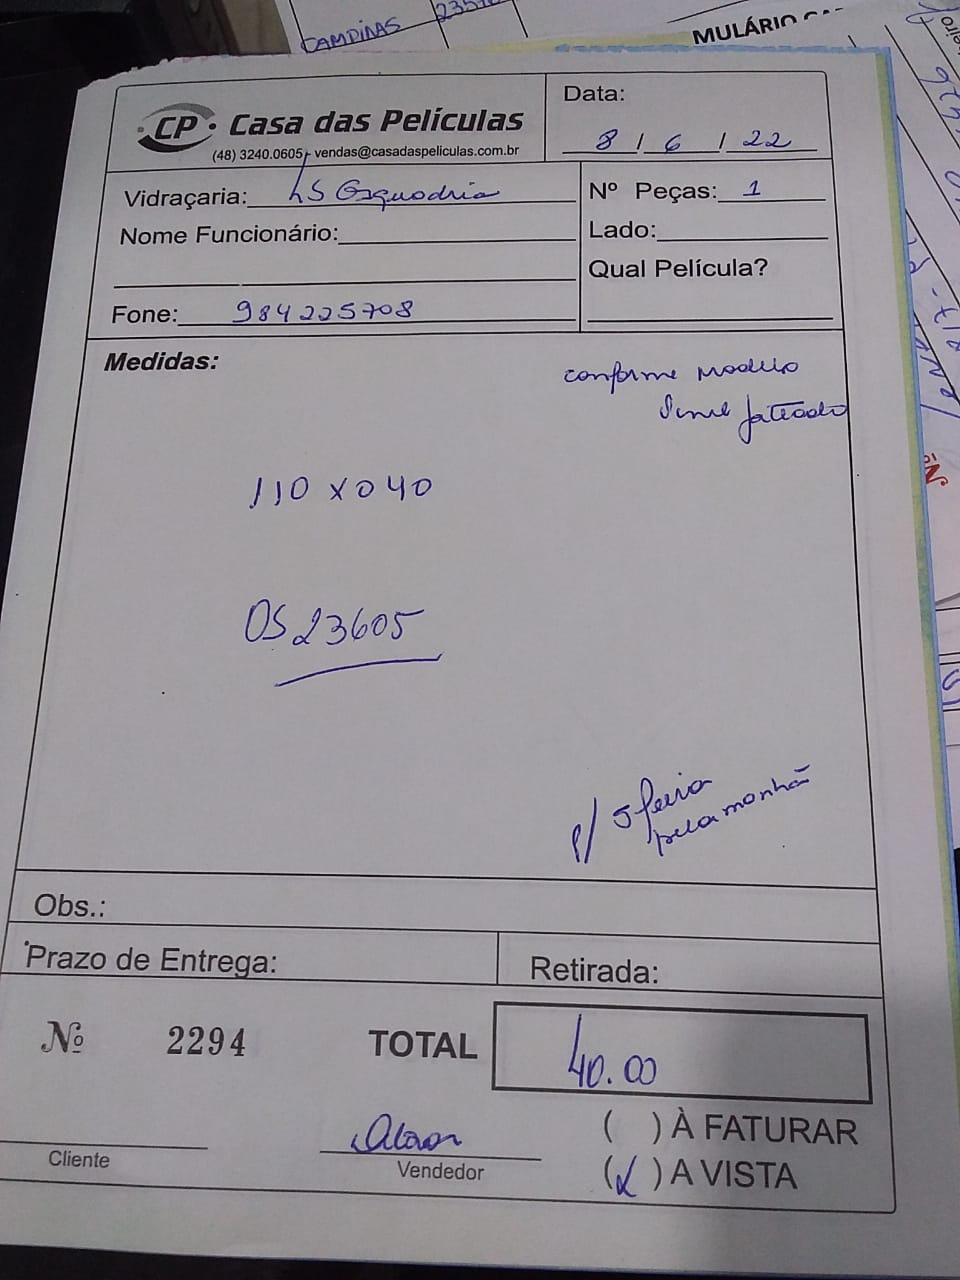 CAMPINAS
MULÁRIO
CP Casa das Películas
(48) 3240.0605 - vendas@casadaspeliculas.com.br
Data:
8 / 6 / 22
Vidraçaria: LS Esquadria
Nº Peças: 1
Nome Funcionário:
Lado:
Qual Película?
Fone: 984225708
Medidas:
conforme modelo
jateado
110 x 040
OS 23605
p/ 5 feira
pela manhã
Obs.:
Prazo de Entrega:
Retirada:
Nº 2294
TOTAL 40.00
( ) À FATURAR
Cliente
Vendedor
(x) A VISTA